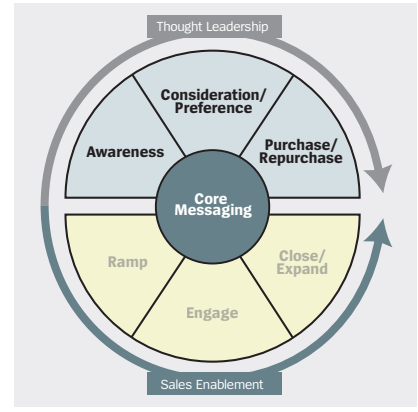 Thought Leadership
Consideration/
Preference
Awareness
Purchase/
Repurchase
Core
Messaging
Ramp
Close/
Expand
Engage
Sales Enablement